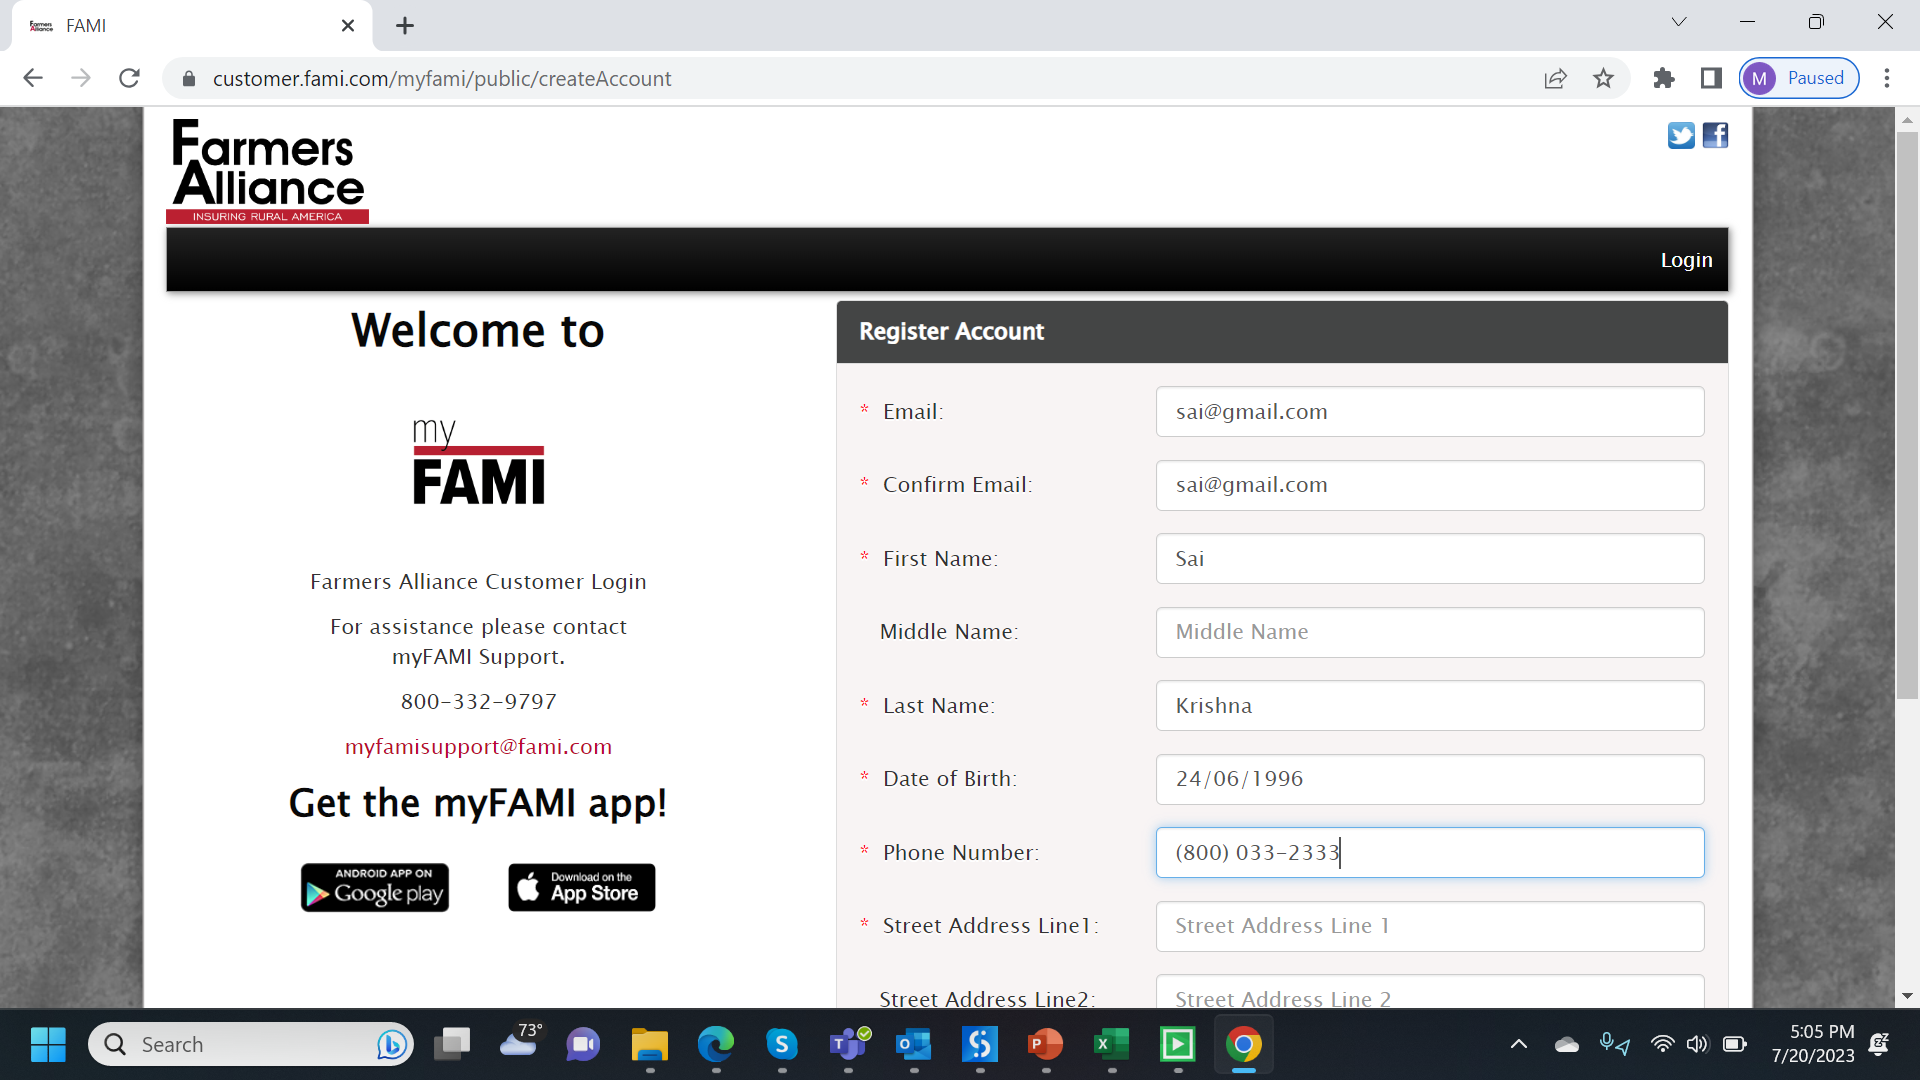 Farmers Alliance
FAMI
customer.fami.com/myfami/public/createAccount
M
Paused
Farmers
Alliance
INSURING RURAL AMERICA
Login
Welcome to
my
FAMI
Farmers Alliance Customer Login
For assistance please contact
myFAMI Support.
800-332-9797
myfamisupport@fami.com
Get the myFAMI app!
ANDROID APP ON
Google play
Download on the
App Store
Register Account
* Email: sai@gmail.com
* Confirm Email: sai@gmail.com
* First Name: Sai
Middle Name: Middle Name
* Last Name: Krishna
* Date of Birth: 24/06/1996
* Phone Number: (800) 033-2333
* Street Address Line1: Street Address Line 1
Street Address Line2: Street Address Line 2
Search
73°
5:05 PM
7/20/2023